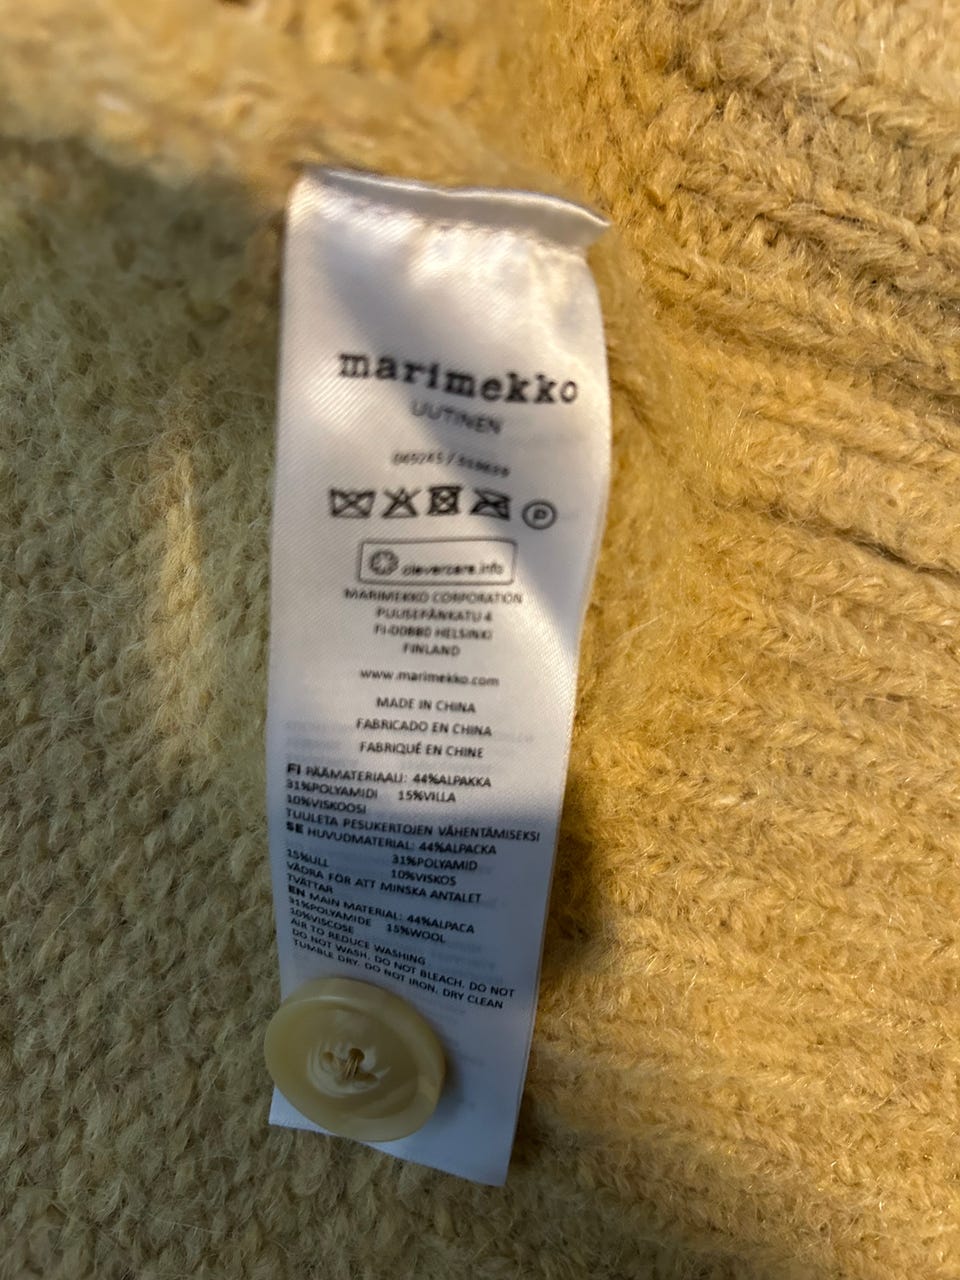 marimekko
UUTINEN
P
clevercare.info
MARIMEKKO CORPORATION
PUUSEPÄNKATU 4
FI-00880 HELSINKI
FINLAND
www.marimekko.com
MADE IN CHINA
FABRICADO EN CHINA
FABRIQUÉ EN CHINE
FI PÄÄMATERIAALI: 44%ALPAKKA
31%POLYAMIDI 15%VILLA
10%VISKOOSI
TUULETA PESUKERTOJEN VÄHENTÄMISEKSI
SE HUVUDMATERIAL: 44%ALPACKA
31%POLYAMID
15%ULL 10%VISKOS
VÄDRA FÖR ATT MINSKA ANTALET
TVÄTTAR
EN MAIN MATERIAL: 44%ALPACA
31%POLYAMIDE 15%WOOL
10%VISCOSE
AIR TO REDUCE WASHING
DO NOT WASH, DO NOT BLEACH, DO NOT
TUMBLE DRY, DO NOT IRON, DRY CLEAN